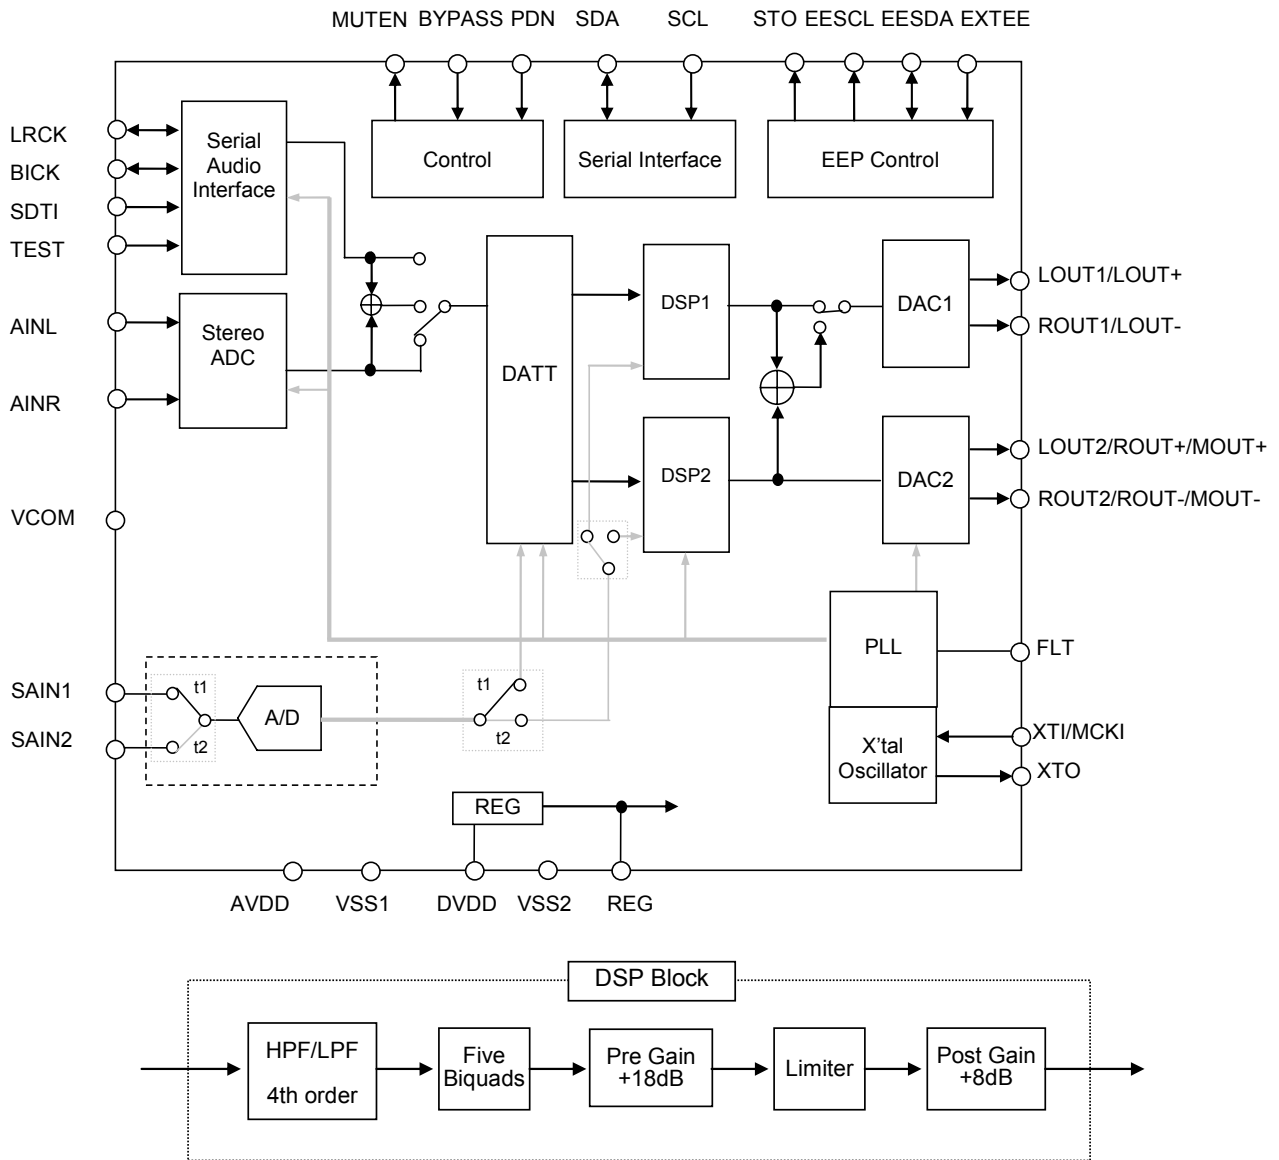 MUTEN BYPASS PDN SDA SCL STO EESCL EESDA EXTEE
LRCK
BICK
SDTI
TEST
AINL
AINR
VCOM
SAIN1
SAIN2
Serial
Audio
Interface
Control
Serial Interface
EEP Control
Stereo
ADC
DATT
DSP1
DSP2
DAC1
DAC2
LOUT1/LOUT+
ROUT1/LOUT-
LOUT2/ROUT+/MOUT+
ROUT2/ROUT-/MOUT-
PLL
FLT
X'tal
Oscillator
XTI/MCKI
XTO
t1
t2
A/D
t1
t2
REG
AVDD VSS1 DVDD VSS2 REG
DSP Block
HPF/LPF
4th order
Five
Biquads
Pre Gain
+18dB
Limiter
Post Gain
+8dB